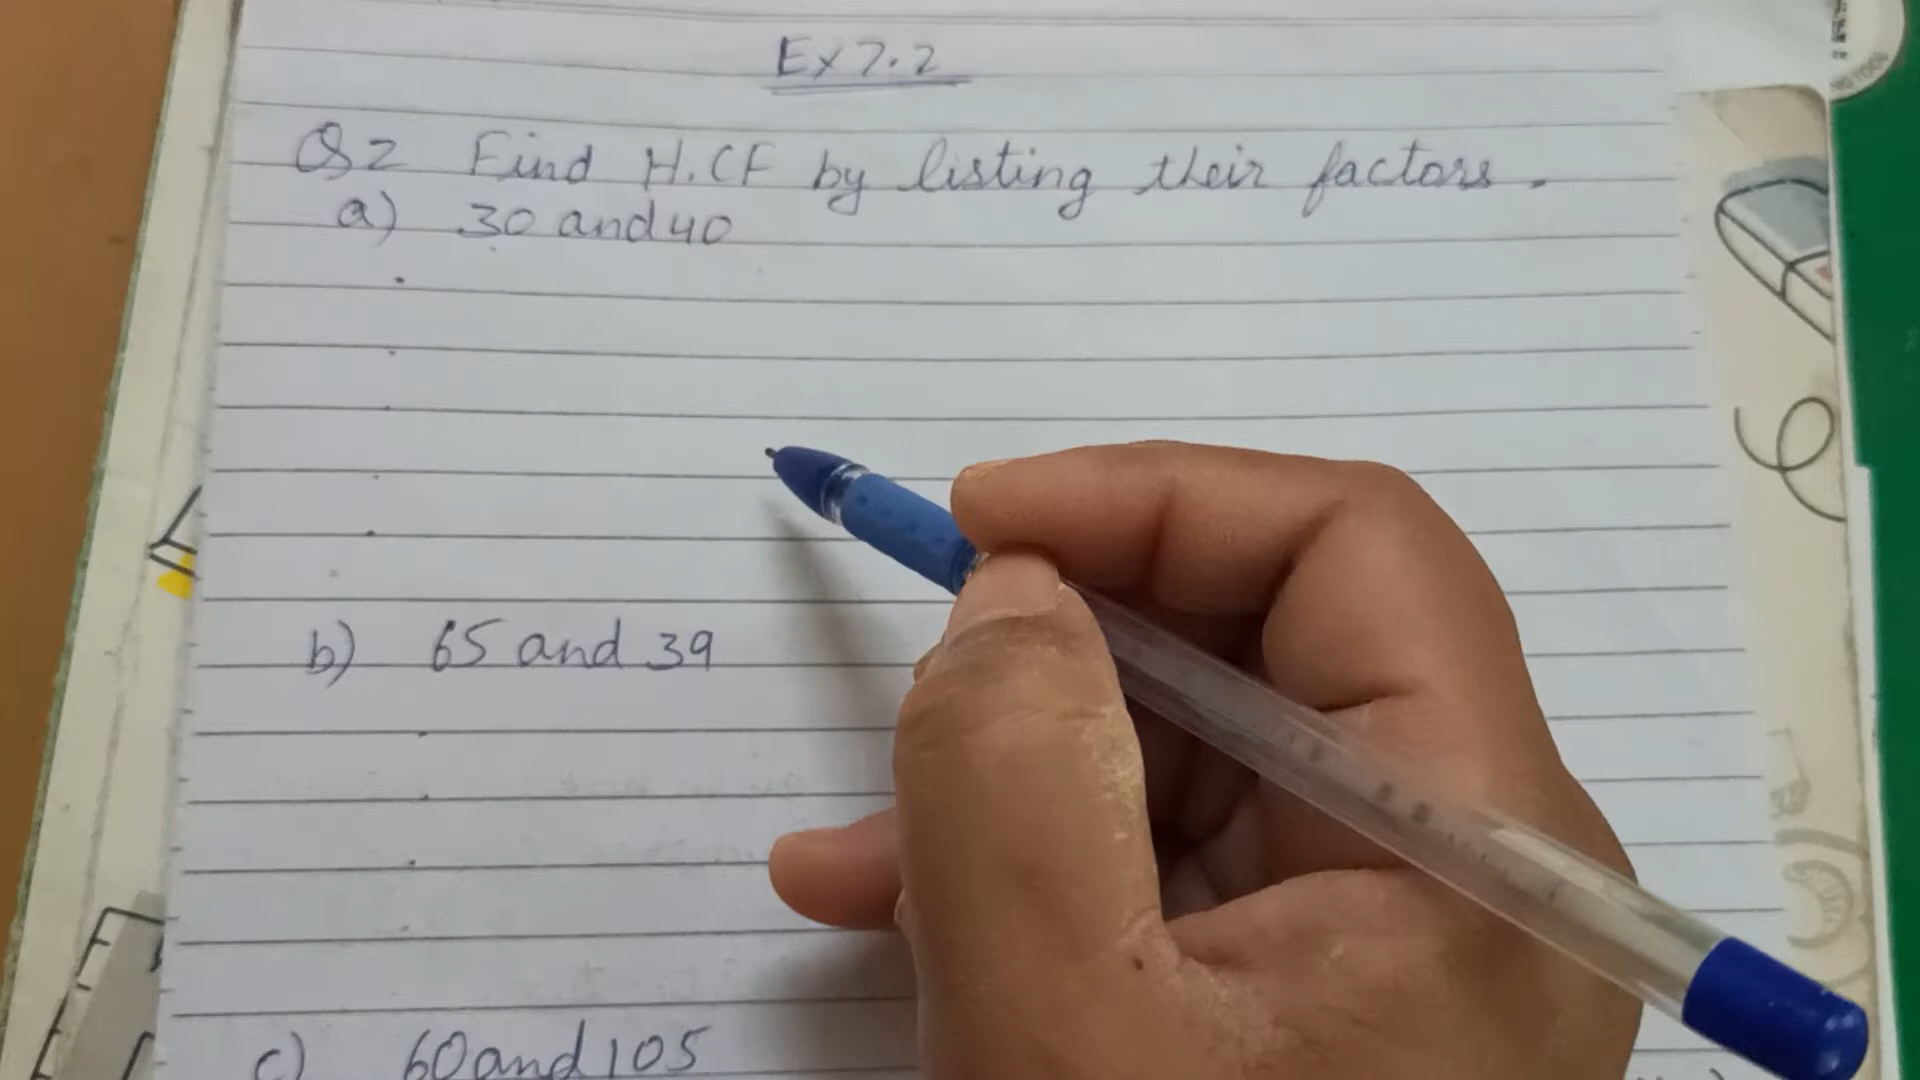 Ex 7.2
Q2 Find H.CF by listing their factors.
a) 30 and 40
b) 65 and 39
c) 60 and 105